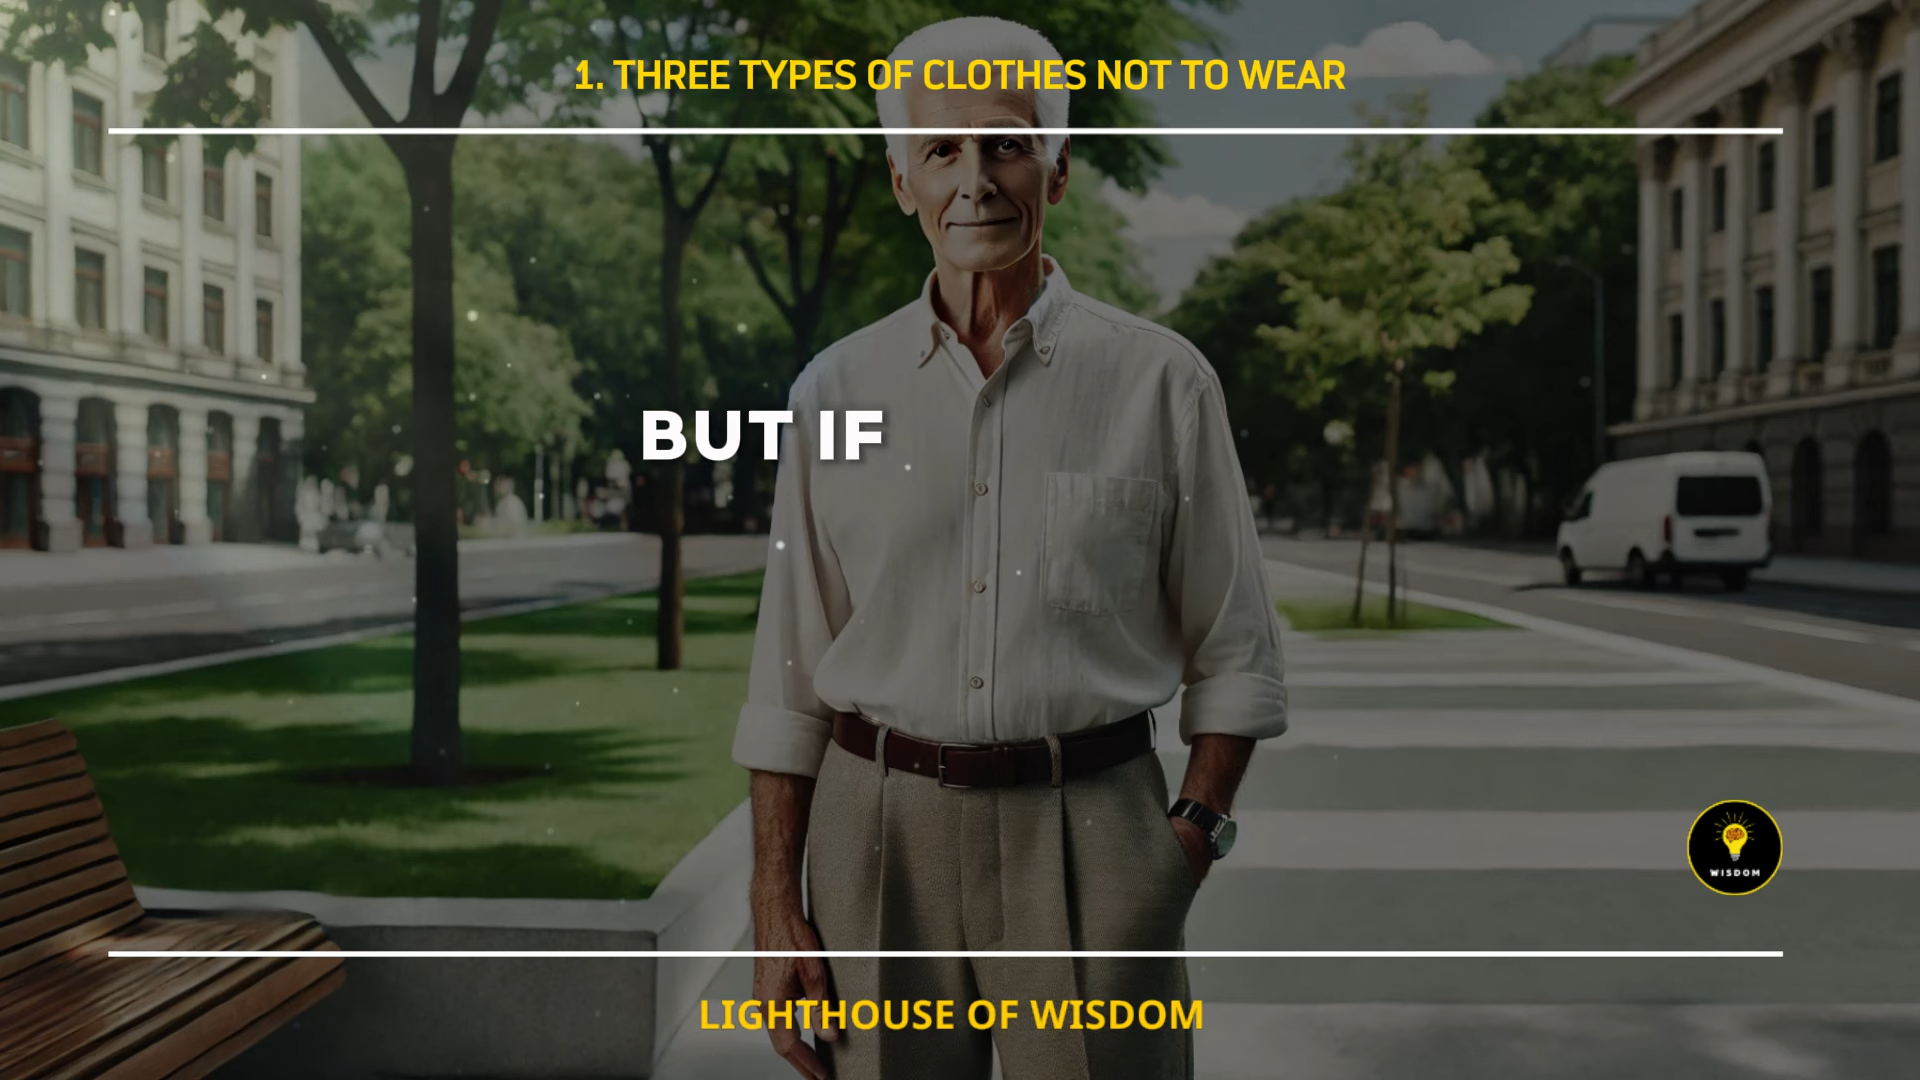 1. THREE TYPES OF CLOTHES NOT TO WEAR
BUT IF
WISDOM
LIGHTHOUSE OF WISDOM